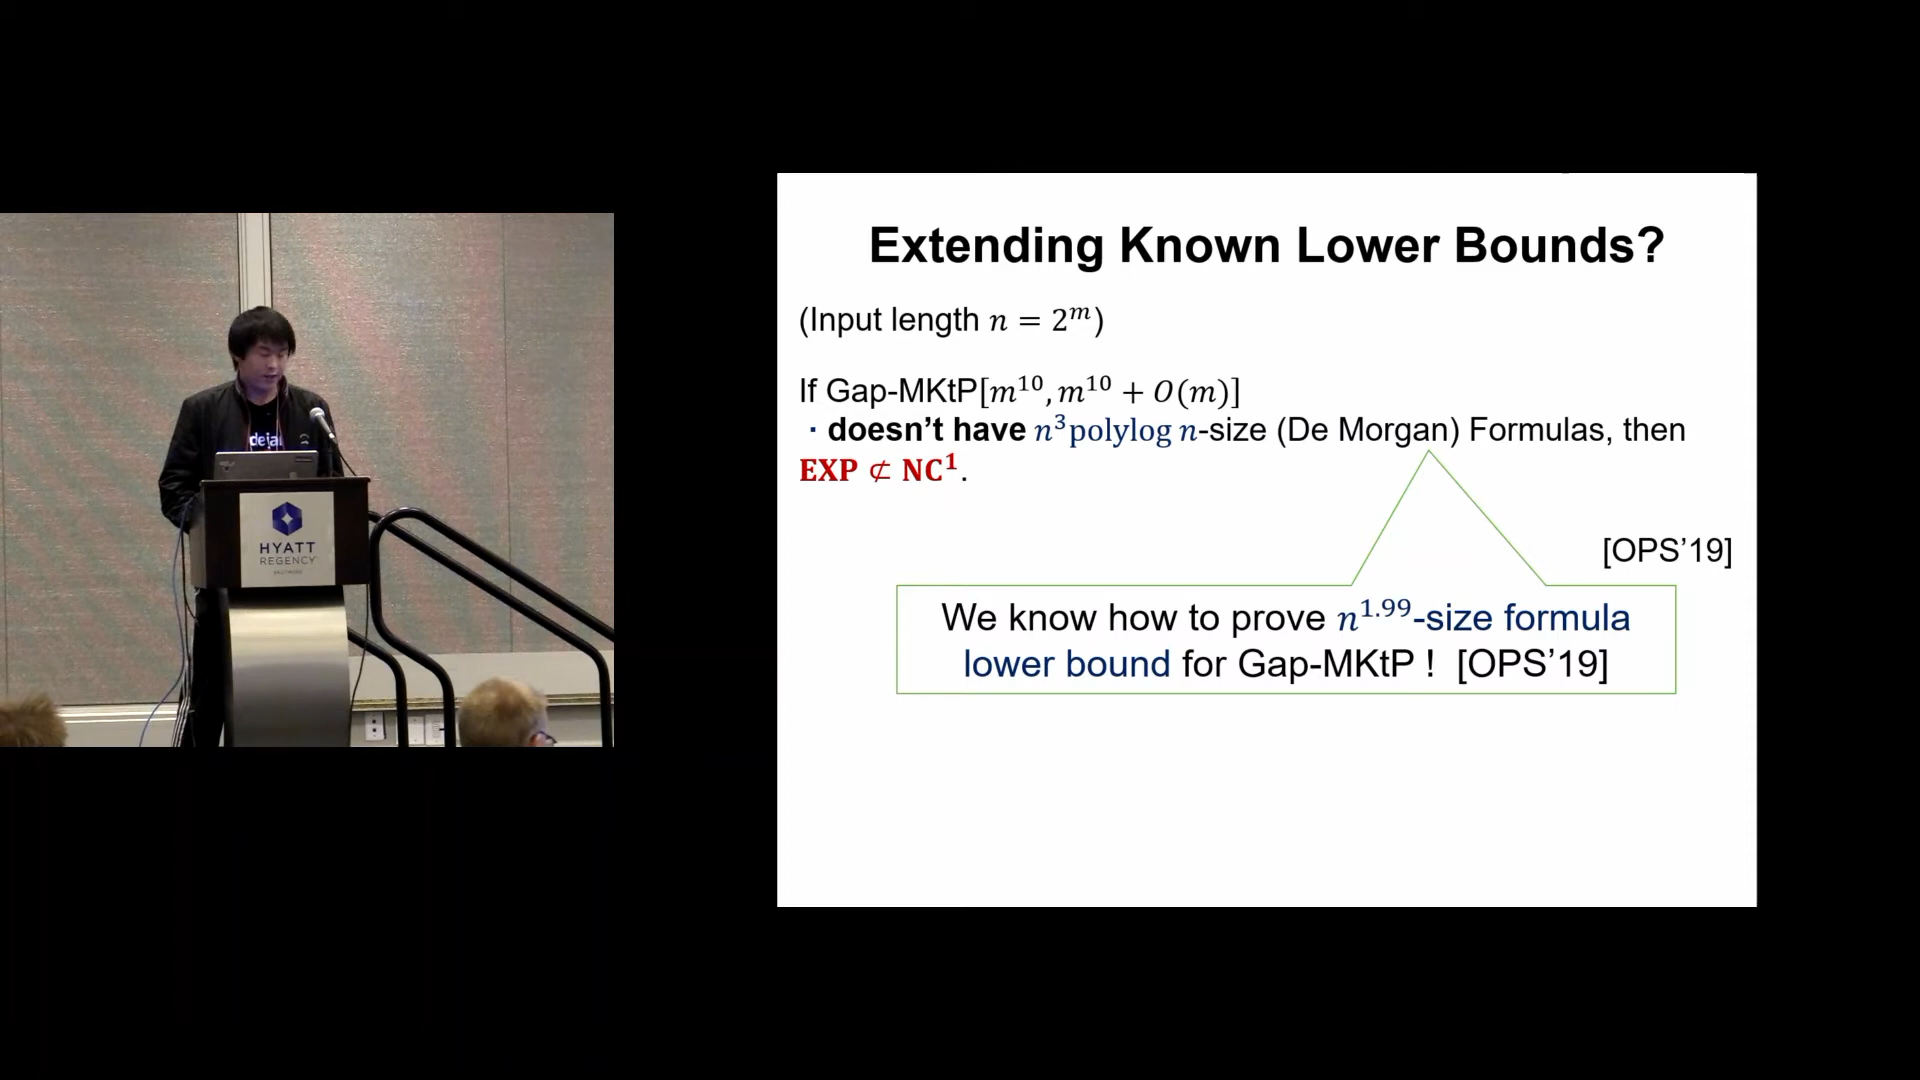 Extending Known Lower Bounds?
(Input length n = 2^m)
If Gap-MKtP[m^10, m^10 + O(m)]
· doesn't have n^3 polylog n-size (De Morgan) Formulas, then
EXP ⊄ NC^1.
[OPS'19]
We know how to prove n^1.99-size formula
lower bound for Gap-MKtP ! [OPS'19]
dejai
HYATT
REGENCY